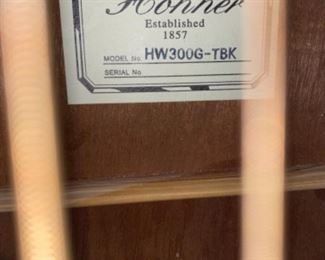 Hohner
Established
1857
MODEL No. HW300G-TBK
SERIAL No